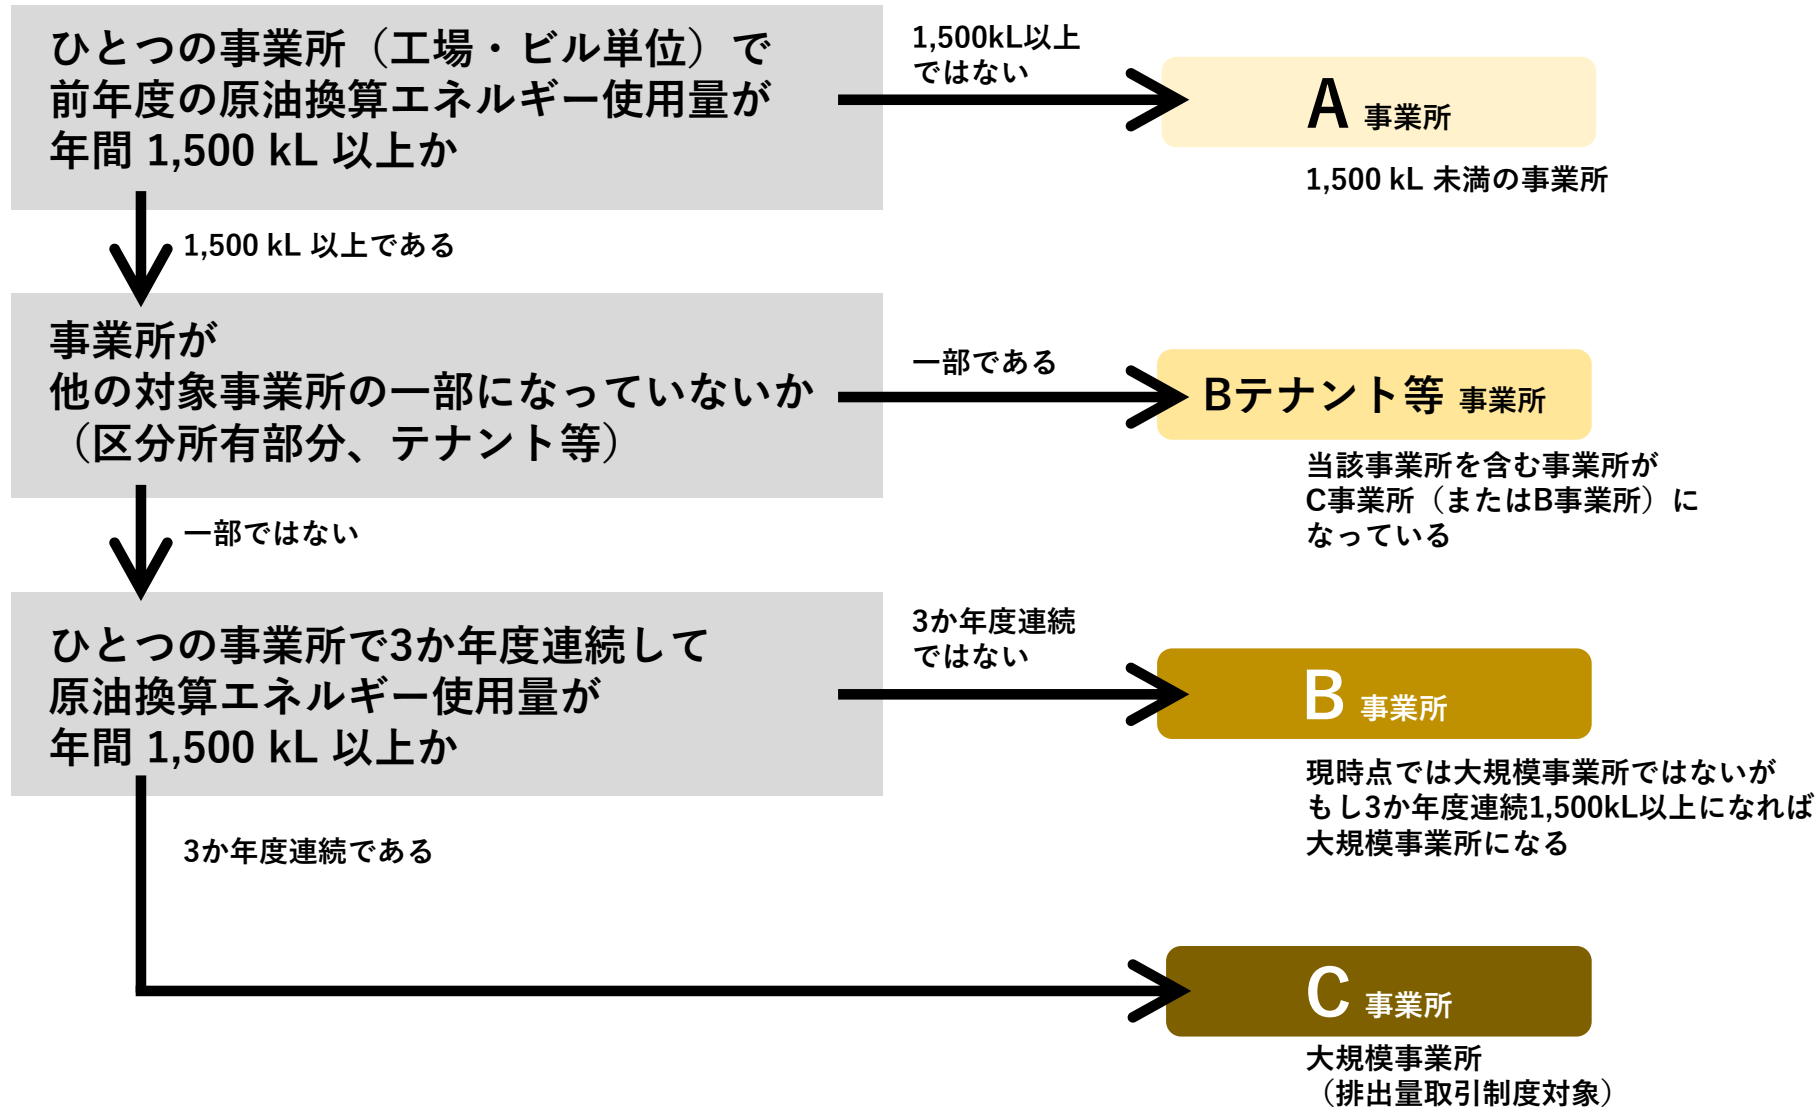 ひとつの事業所（工場・ビル単位）で
前年度の原油換算エネルギー使用量が
年間 1,500 kL 以上か
1,500kL以上
ではない
A 事業所
1,500 kL 未満の事業所
1,500 kL 以上である
事業所が
他の対象事業所の一部になっていないか
（区分所有部分、テナント等）
一部である
Bテナント等 事業所
当該事業所を含む事業所が
C事業所（またはB事業所）に
なっている
一部ではない
ひとつの事業所で3か年度連続して
原油換算エネルギー使用量が
年間 1,500 kL 以上か
3か年度連続
ではない
B 事業所
現時点では大規模事業所ではないが
もし3か年度連続1,500kL以上になれば
大規模事業所になる
3か年度連続である
C 事業所
大規模事業所
（排出量取引制度対象）